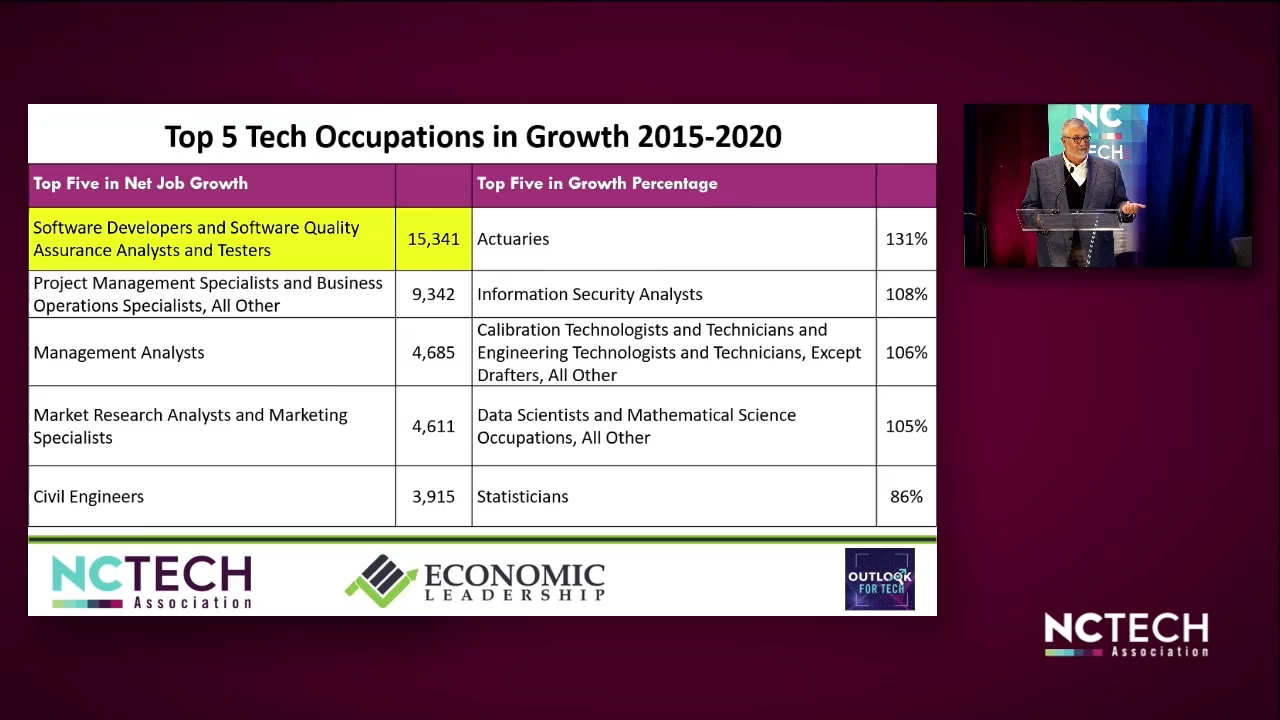 Top 5 Tech Occupations in Growth 2015-2020
Top Five in Net Job Growth
Top Five in Growth Percentage
Software Developers and Software Quality
Assurance Analysts and Testers
15,341
Actuaries
131%
Project Management Specialists and Business
Operations Specialists, All Other
9,342
Information Security Analysts
108%
Management Analysts
4,685
Calibration Technologists and Technicians and
Engineering Technologists and Technicians, Except
Drafters, All Other
106%
Market Research Analysts and Marketing
Specialists
4,611
Data Scientists and Mathematical Science
Occupations, All Other
105%
Civil Engineers
3,915
Statisticians
86%
NCTECH
Association
ECONOMIC
LEADERSHIP
OUTLOOK
FOR TECH
NC
TECH
NCTECH
Association